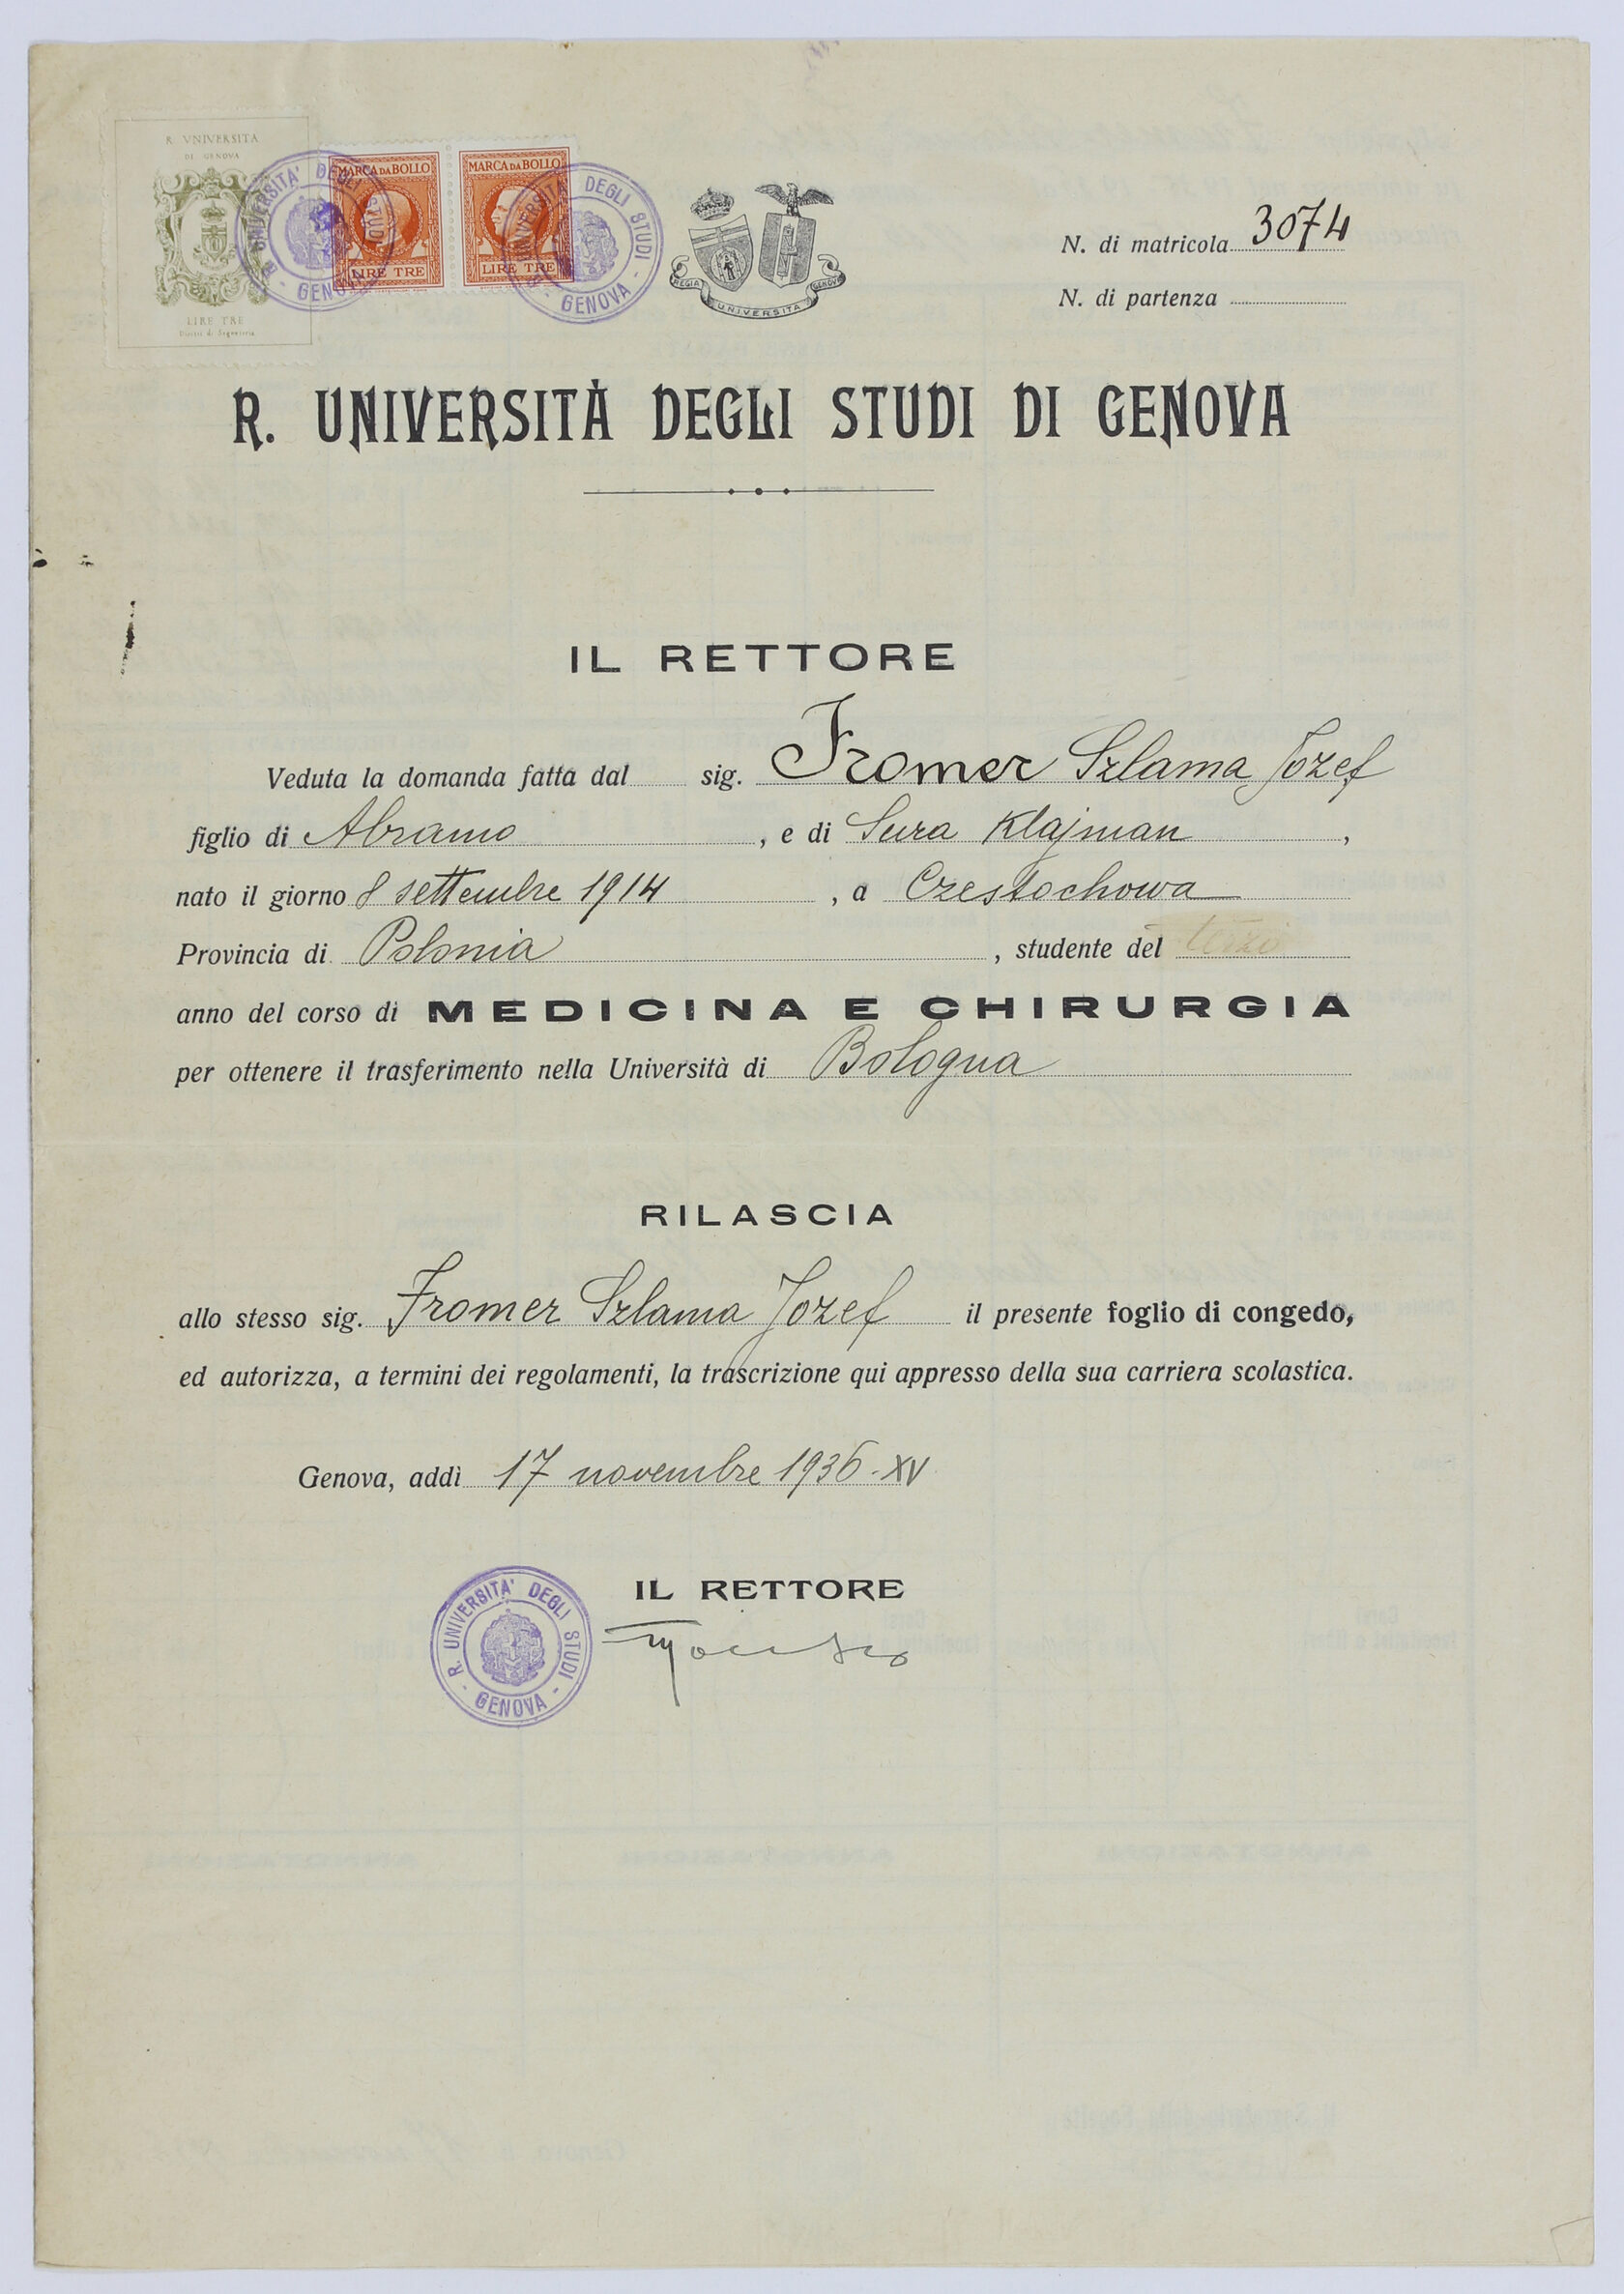 R. VNIVERSITA
DI GENOVA
LIRE TRE
MARCA DA BOLLO
LIRE TRE
MARCA DA BOLLO
LIRE TRE
R. UNIVERSITA' DEGLI STUDI - GENOVA
R. UNIVERSITA' DEGLI STUDI - GENOVA
REGIA UNIVERSITA GENOVA
N. di matricola 3074
N. di partenza
R. UNIVERSITÀ DEGLI STUDI DI GENOVA
IL RETTORE
Veduta la domanda fatta dal sig. Fromer Szlama Jozef
figlio di Abramo, e di Sura Klajman,
nato il giorno 8 settembre 1914, a Czestochowa
Provincia di Polonia, studente del terzo
anno del corso di MEDICINA E CHIRURGIA
per ottenere il trasferimento nella Università di Bologna
RILASCIA
allo stesso sig. Fromer Szlama Jozef il presente foglio di congedo,
ed autorizza, a termini dei regolamenti, la trascrizione qui appresso della sua carriera scolastica.
Genova, addì 17 novembre 1936-XV
IL RETTORE
R. UNIVERSITA' DEGLI STUDI - GENOVA